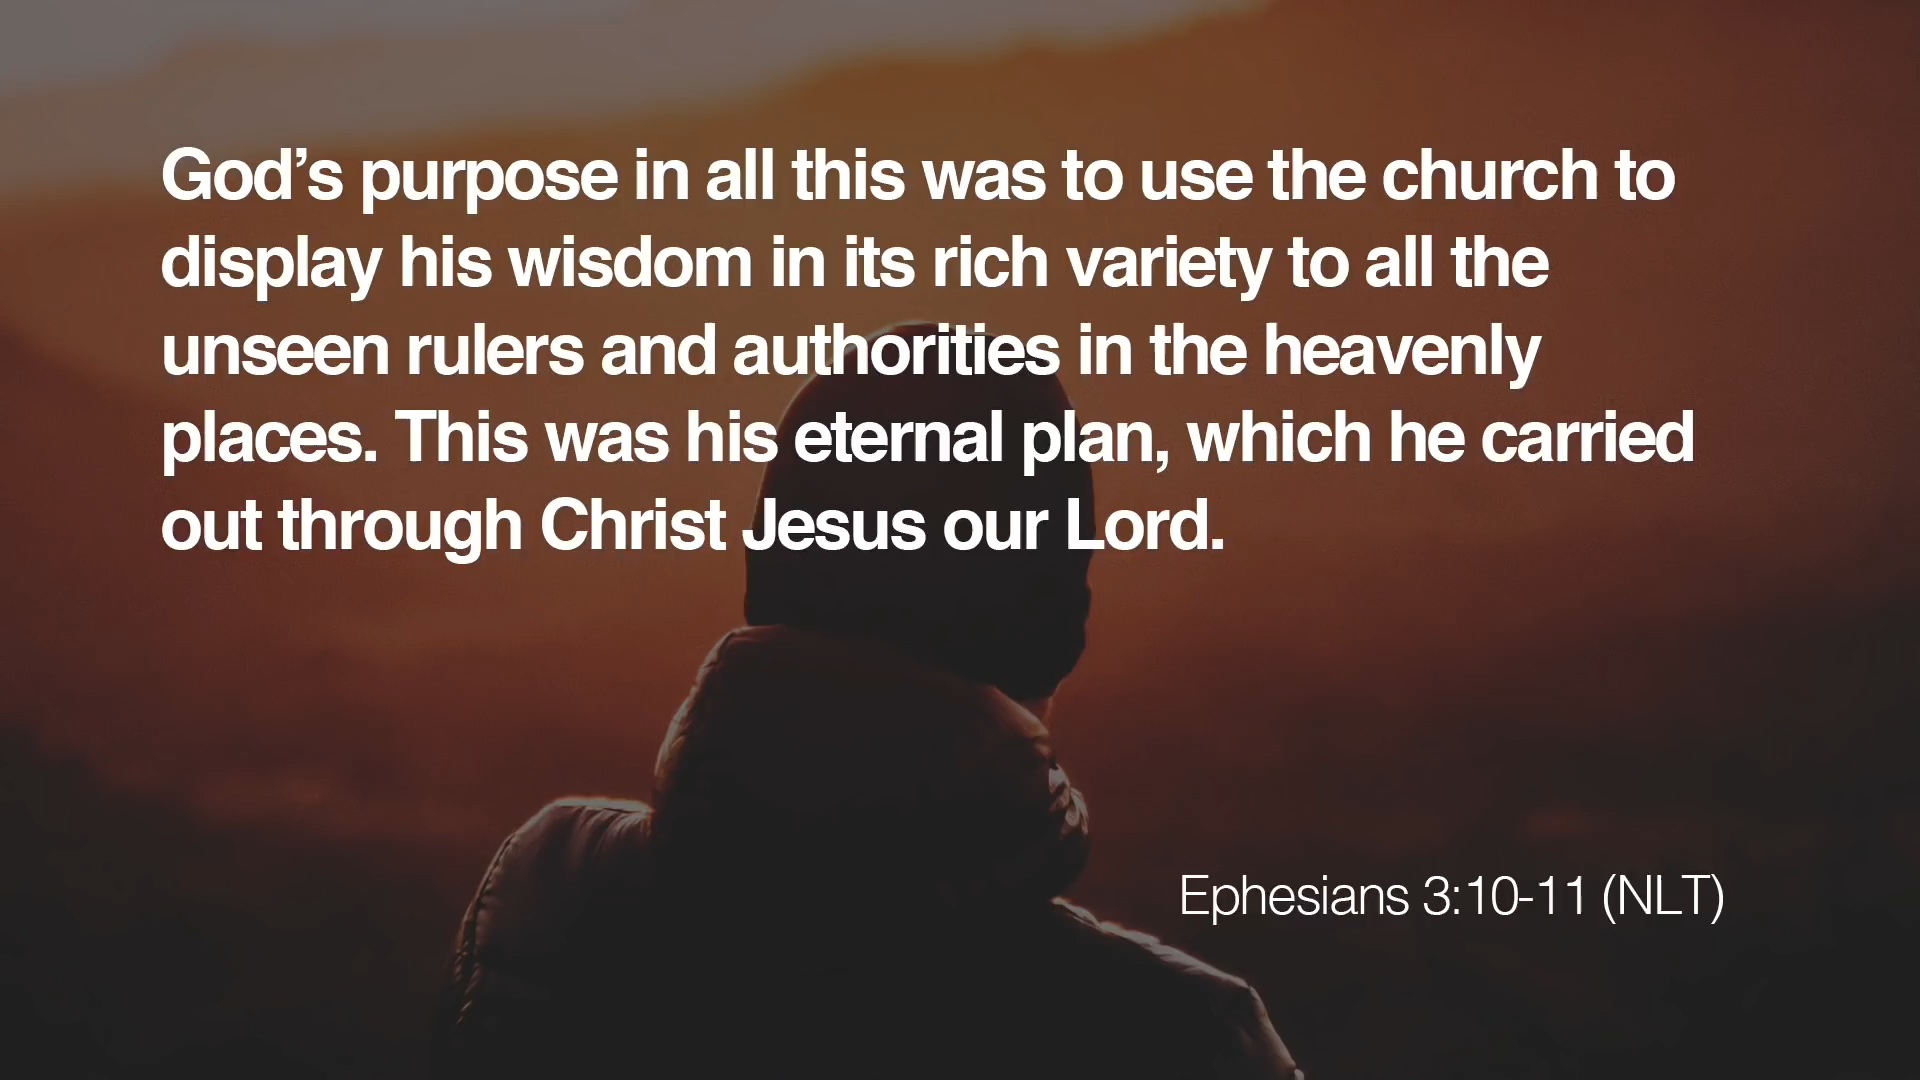 God’s purpose in all this was to use the church to
display his wisdom in its rich variety to all the
unseen rulers and authorities in the heavenly
places. This was his eternal plan, which he carried
out through Christ Jesus our Lord.
Ephesians 3:10-11 (NLT)